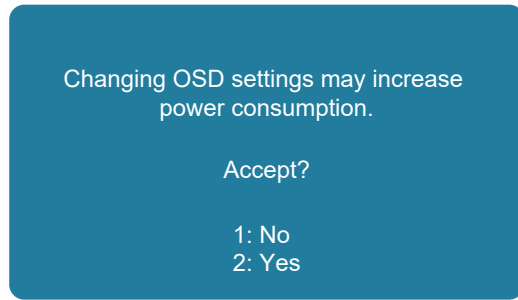 Changing OSD settings may increase
power consumption.
Accept?
1: No
2: Yes